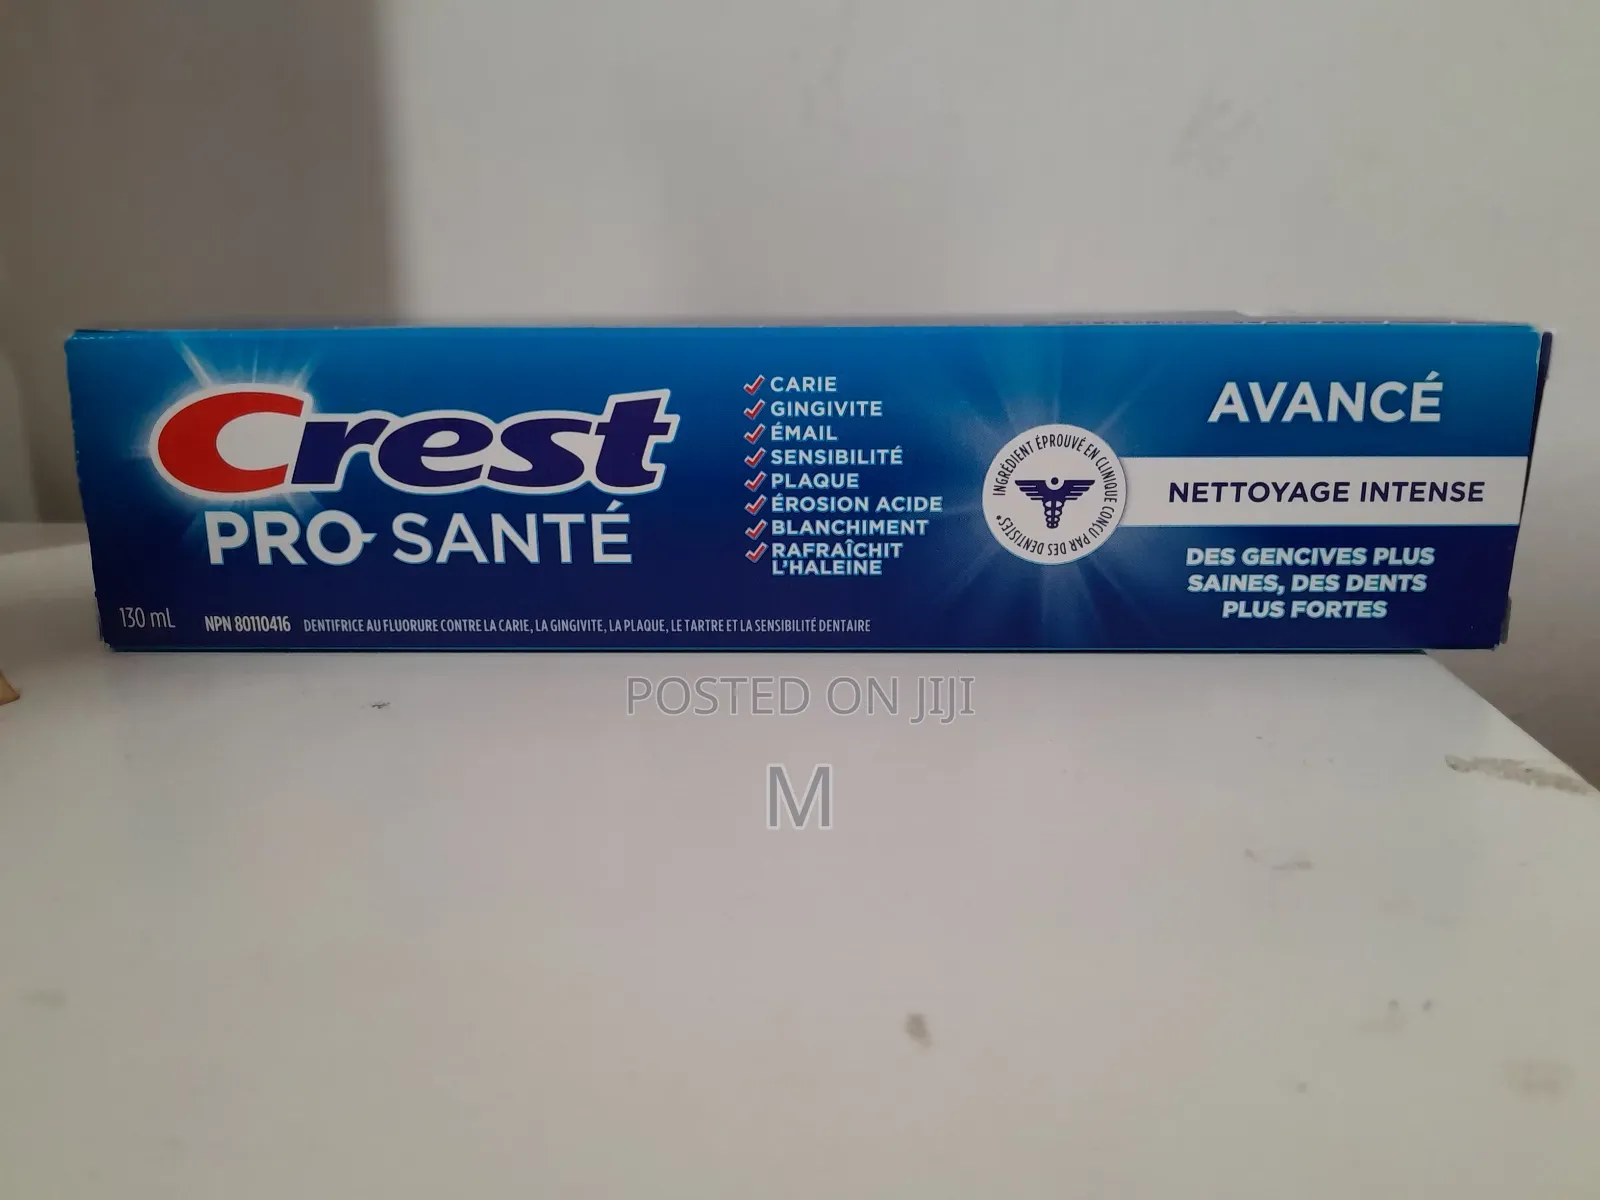 Crest
PRO-SANTÉ
130 mL
NPN 80110416 DENTIFRICE AU FLUORURE CONTRE LA CARIE, LA GINGIVITE, LA PLAQUE, LE TARTRE ET LA SENSIBILITÉ DENTAIRE
CARIE
GINGIVITE
ÉMAIL
SENSIBILITÉ
PLAQUE
ÉROSION ACIDE
BLANCHIMENT
RAFRAÎCHIT
L'HALEINE
INGRÉDIENT ÉPROUVÉ EN CLINIQUE CONÇU PAR DES DENTISTES*
AVANCÉ
NETTOYAGE INTENSE
DES GENCIVES PLUS
SAINES, DES DENTS
PLUS FORTES
POSTED ON JIJI
M